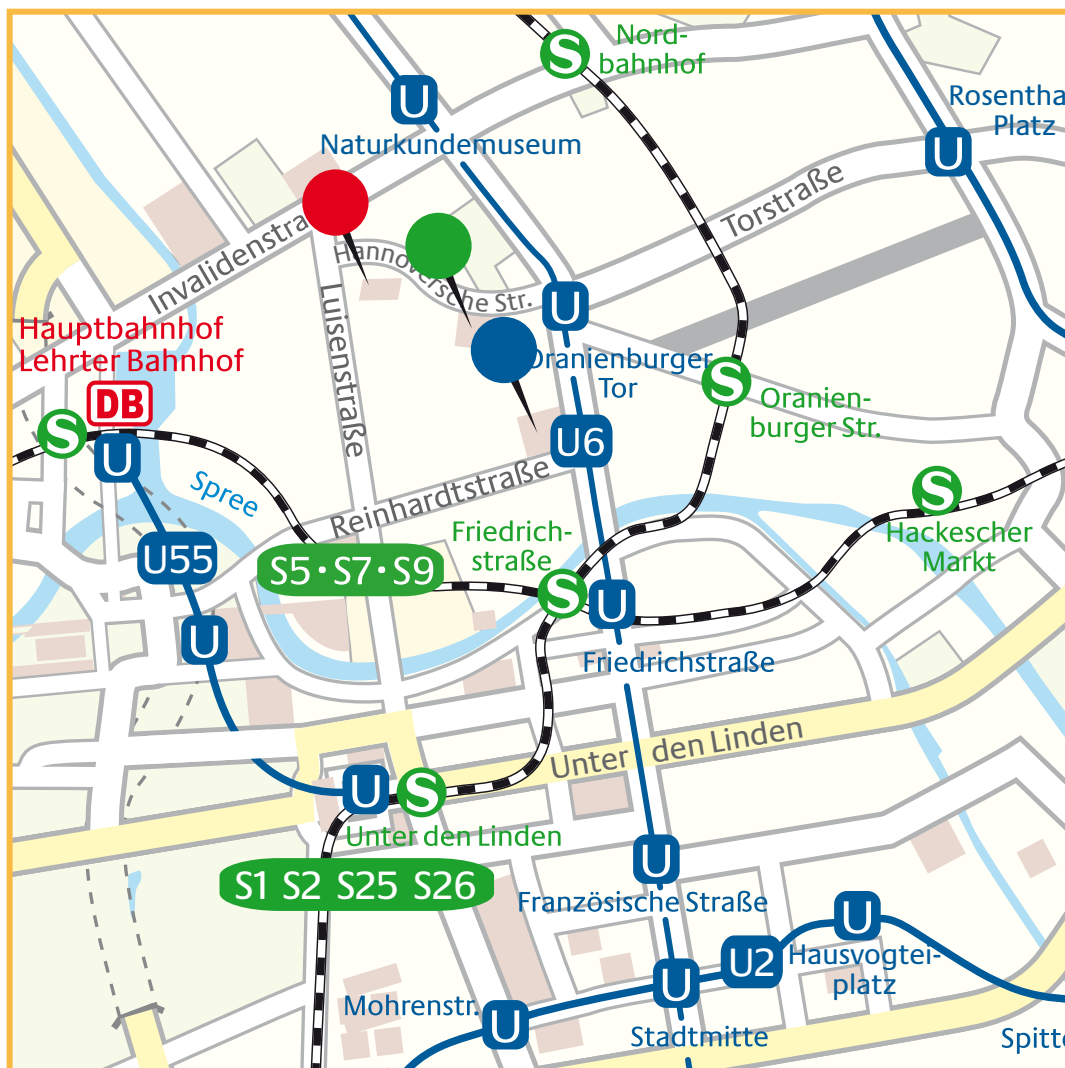 Nord-
bahnhof
S
U
Rosentha
Platz
U
Naturkundemuseum
Torstraße
Invalidenstra
Hannoversche Str.
Luisenstraße
U
Hauptbahnhof
Lehrter Bahnhof
DB
S
U
Oranienburger
Tor
S
Oranien-
burger Str.
U6
Spree
Reinhardtstraße
S
Hackescher
Markt
Friedrich-
straße
U55
S5 · S7 · S9
S
U
U
Friedrichstraße
Unter den Linden
U
S
Unter den Linden
S1 S2 S25 S26
U
Französische Straße
U
Hausvogtei-
platz
U2
U
Mohrenstr.
U
Stadtmitte
Spitte